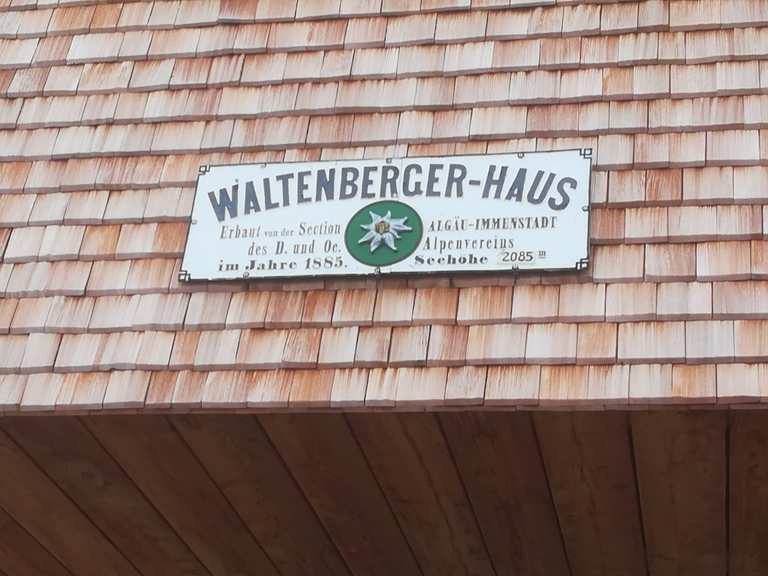 WALTENBERGER-HAUS
Erbaut von der Section ALGÄU-IMMENSTADT
des D. und Oe. Alpenvereins
im Jahre 1885. Seehöhe 2085 m